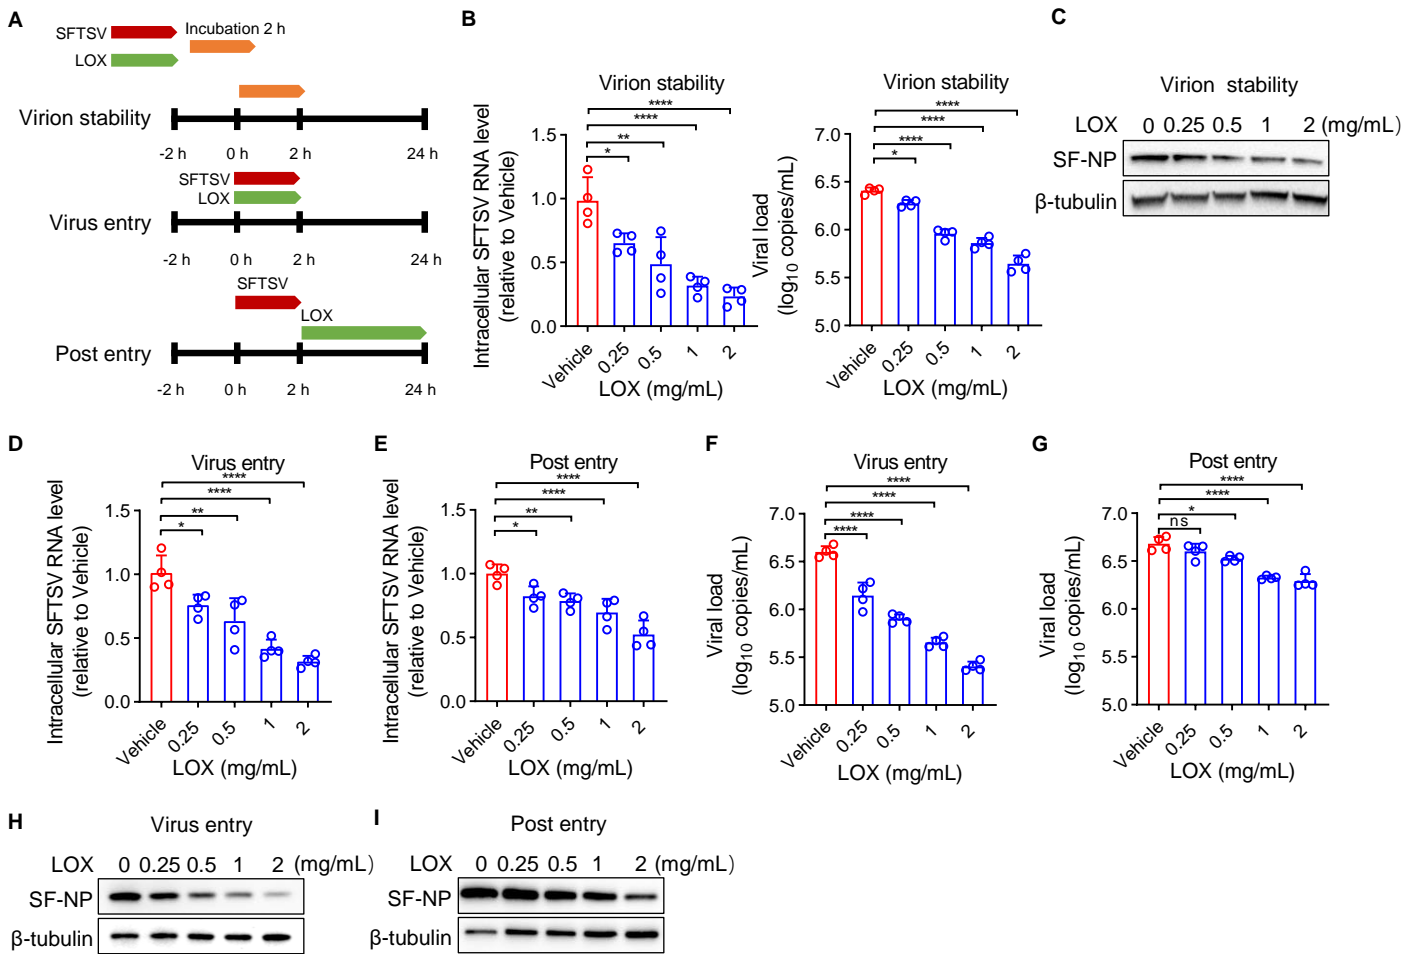 A
SFTSV
Incubation 2 h
LOX
Virion stability
-2 h 0 h 2 h 24 h
SFTSV
LOX
Virus entry
-2 h 0 h 2 h 24 h
SFTSV
LOX
Post entry
-2 h 0 h 2 h 24 h
B
Virion stability
****
****
**
*
Intracellular SFTSV RNA level
(relative to Vehicle)
1.5
1.0
0.5
0.0
Vehicle 0.25 0.5 1 2
LOX (mg/mL)
Virion stability
****
****
****
*
Viral load
(log10 copies/mL)
7.0
6.5
6.0
5.5
5.0
Vehicle 0.25 0.5 1 2
LOX (mg/mL)
C
Virion stability
LOX 0 0.25 0.5 1 2 (mg/mL)
SF-NP
β-tubulin
D
Virus entry
****
****
**
*
Intracellular SFTSV RNA level
(relative to Vehicle)
1.5
1.0
0.5
0.0
Vehicle 0.25 0.5 1 2
LOX (mg/mL)
E
Post entry
****
****
**
*
Intracellular SFTSV RNA level
(relative to Vehicle)
1.5
1.0
0.5
0.0
Vehicle 0.25 0.5 1 2
LOX (mg/mL)
F
Virus entry
****
****
****
****
Viral load
(log10 copies/mL)
7.0
6.5
6.0
5.5
5.0
Vehicle 0.25 0.5 1 2
LOX (mg/mL)
G
Post entry
****
****
*
ns
Viral load
(log10 copies/mL)
7.0
6.5
6.0
5.5
5.0
Vehicle 0.25 0.5 1 2
LOX (mg/mL)
H
Virus entry
LOX 0 0.25 0.5 1 2 (mg/mL)
SF-NP
β-tubulin
I
Post entry
LOX 0 0.25 0.5 1 2 (mg/mL)
SF-NP
β-tubulin